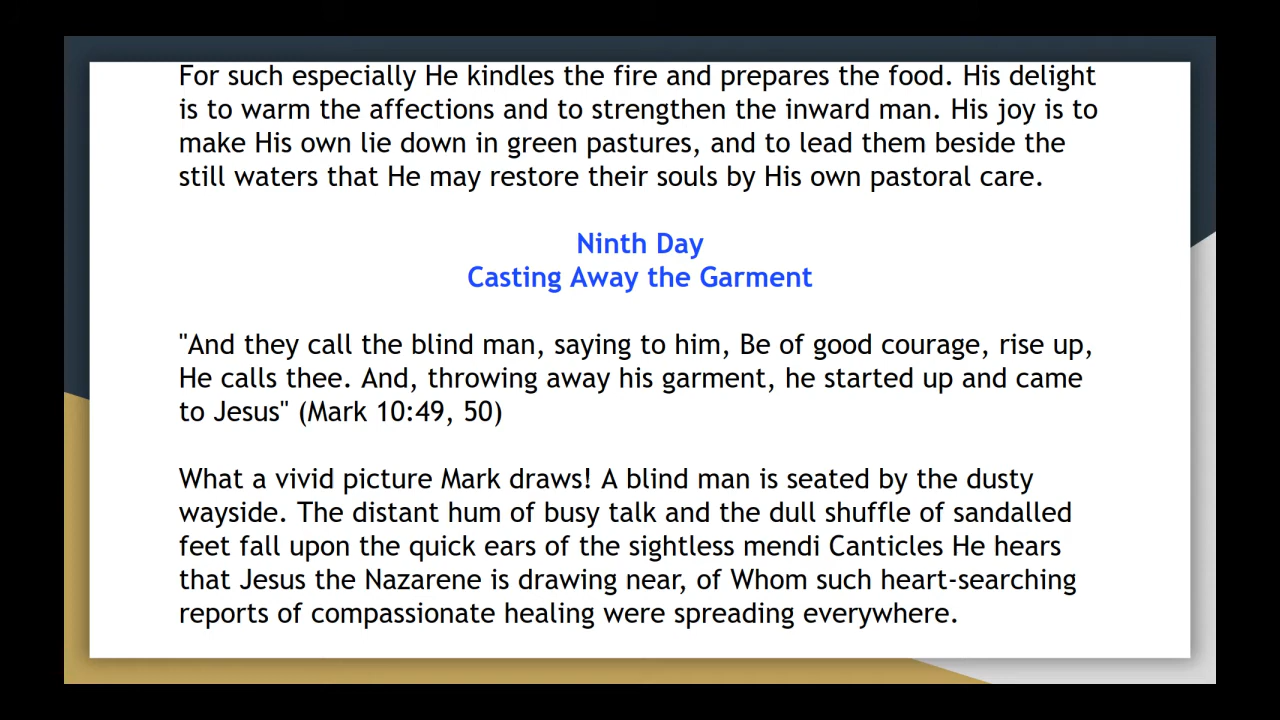 For such especially He kindles the fire and prepares the food. His delight
is to warm the affections and to strengthen the inward man. His joy is to
make His own lie down in green pastures, and to lead them beside the
still waters that He may restore their souls by His own pastoral care.
Ninth Day
Casting Away the Garment
"And they call the blind man, saying to him, Be of good courage, rise up,
He calls thee. And, throwing away his garment, he started up and came
to Jesus" (Mark 10:49, 50)
What a vivid picture Mark draws! A blind man is seated by the dusty
wayside. The distant hum of busy talk and the dull shuffle of sandalled
feet fall upon the quick ears of the sightless mendi Canticles He hears
that Jesus the Nazarene is drawing near, of Whom such heart-searching
reports of compassionate healing were spreading everywhere.